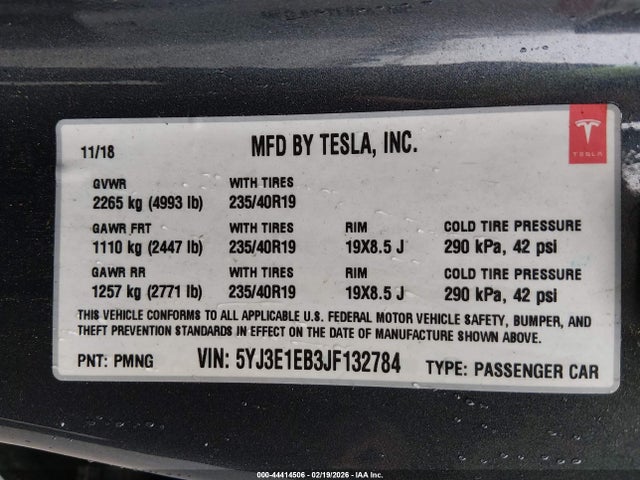 11/18 MFD BY TESLA, INC.
TESLA
GVWR WITH TIRES
2265 kg (4993 lb) 235/40R19
GAWR FRT WITH TIRES RIM COLD TIRE PRESSURE
1110 kg (2447 lb) 235/40R19 19X8.5 J 290 kPa, 42 psi
GAWR RR WITH TIRES RIM COLD TIRE PRESSURE
1257 kg (2771 lb) 235/40R19 19X8.5 J 290 kPa, 42 psi
THIS VEHICLE CONFORMS TO ALL APPLICABLE U.S. FEDERAL MOTOR VEHICLE SAFETY, BUMPER, AND
THEFT PREVENTION STANDARDS IN EFFECT ON THE DATE OF MANUFACTURE SHOWN ABOVE.
PNT: PMNG VIN: 5YJ3E1EB3JF132784 TYPE: PASSENGER CAR
000-44414506 - 02/19/2026 - IAA Inc.